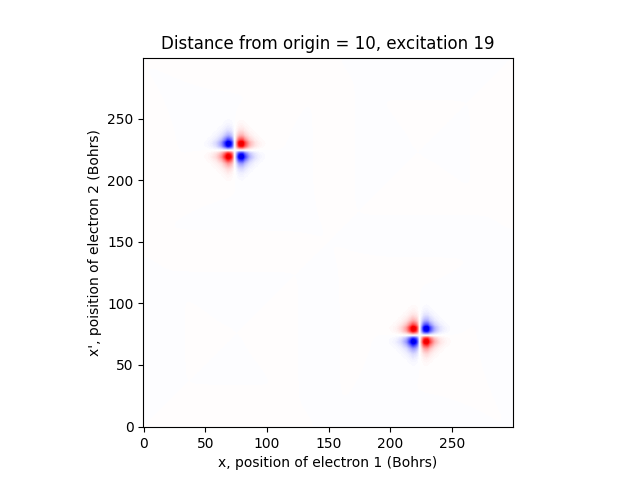 Distance from origin = 10, excitation 19
250
200
150
100
50
0
x', poisition of electron 2 (Bohrs)
0 50 100 150 200 250
x, position of electron 1 (Bohrs)